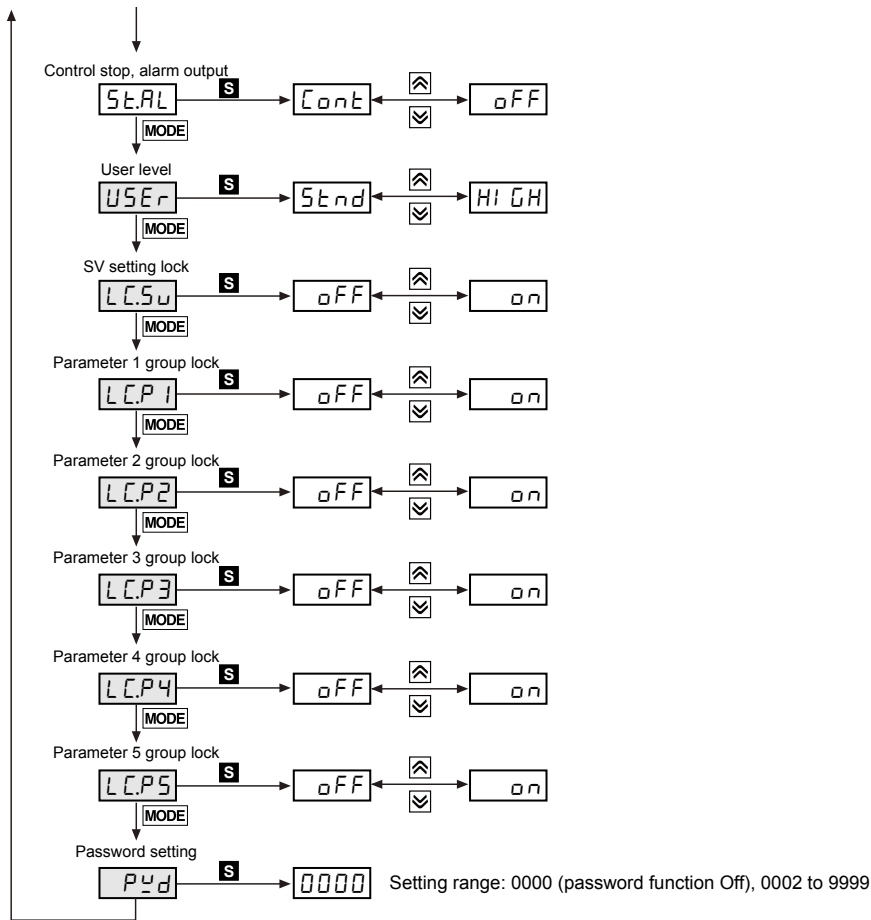 Control stop, alarm output
St.AL S Cont oFF
MODE
User level
USEr S Stnd HIGH
MODE
SV setting lock
LC.Sv S oFF on
MODE
Parameter 1 group lock
LC.P1 S oFF on
MODE
Parameter 2 group lock
LC.P2 S oFF on
MODE
Parameter 3 group lock
LC.P3 S oFF on
MODE
Parameter 4 group lock
LC.P4 S oFF on
MODE
Parameter 5 group lock
LC.P5 S oFF on
MODE
Password setting
PWd S 0000 Setting range: 0000 (password function Off), 0002 to 9999